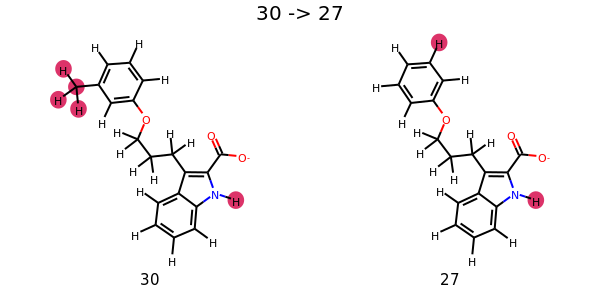 30 -> 27
H H H
H H H
H H H
H H H
H O H O
H H H O H H O
H O- H O-
H H H H
H H
N H N H
H H H H
H H
30 27